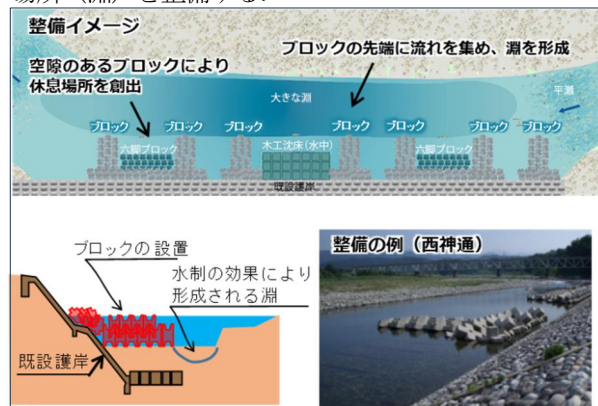 整備イメージ
ブロックの先端に流れを集め、淵を形成
空隙のあるブロックにより
休息場所を創出
大きな淵
平瀬
ブロック
ブロック
ブロック
ブロック
ブロック
ブロック
ブロック
六脚ブロック
木工沈床(水中)
六脚ブロック
既設護岸
ブロックの設置
水制の効果により
形成される淵
既設護岸
整備の例（西神通）